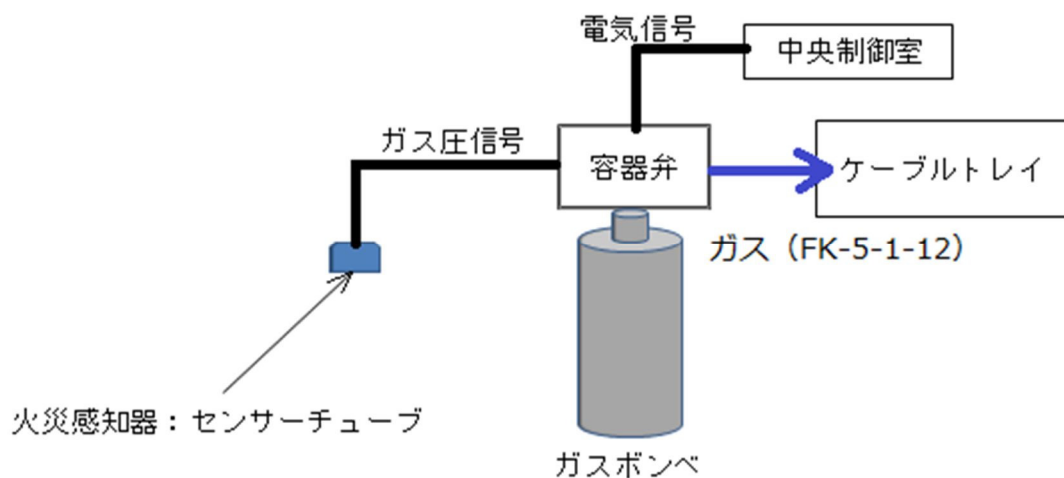 電気信号
中央制御室
ガス圧信号
容器弁
ケーブルトレイ
ガス（FK-5-1-12）
火災感知器：センサーチューブ
ガスボンベ